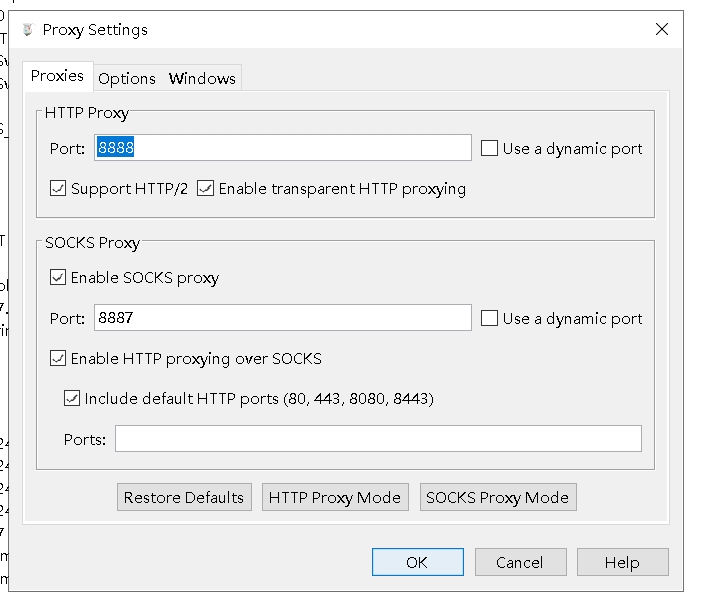 Proxy Settings
Proxies Options Windows
HTTP Proxy
Port: 8888 Use a dynamic port
Support HTTP/2 Enable transparent HTTP proxying
SOCKS Proxy
Enable SOCKS proxy
Port: 8887 Use a dynamic port
Enable HTTP proxying over SOCKS
Include default HTTP ports (80, 443, 8080, 8443)
Ports:
Restore Defaults HTTP Proxy Mode SOCKS Proxy Mode
OK Cancel Help